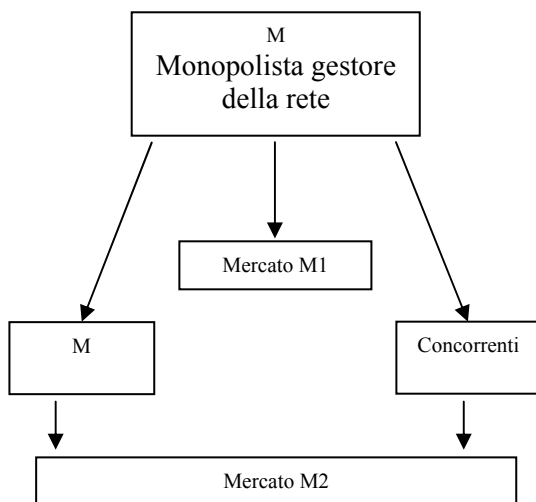 M
Monopolista gestore
della rete
Mercato M1
M
Concorrenti
Mercato M2